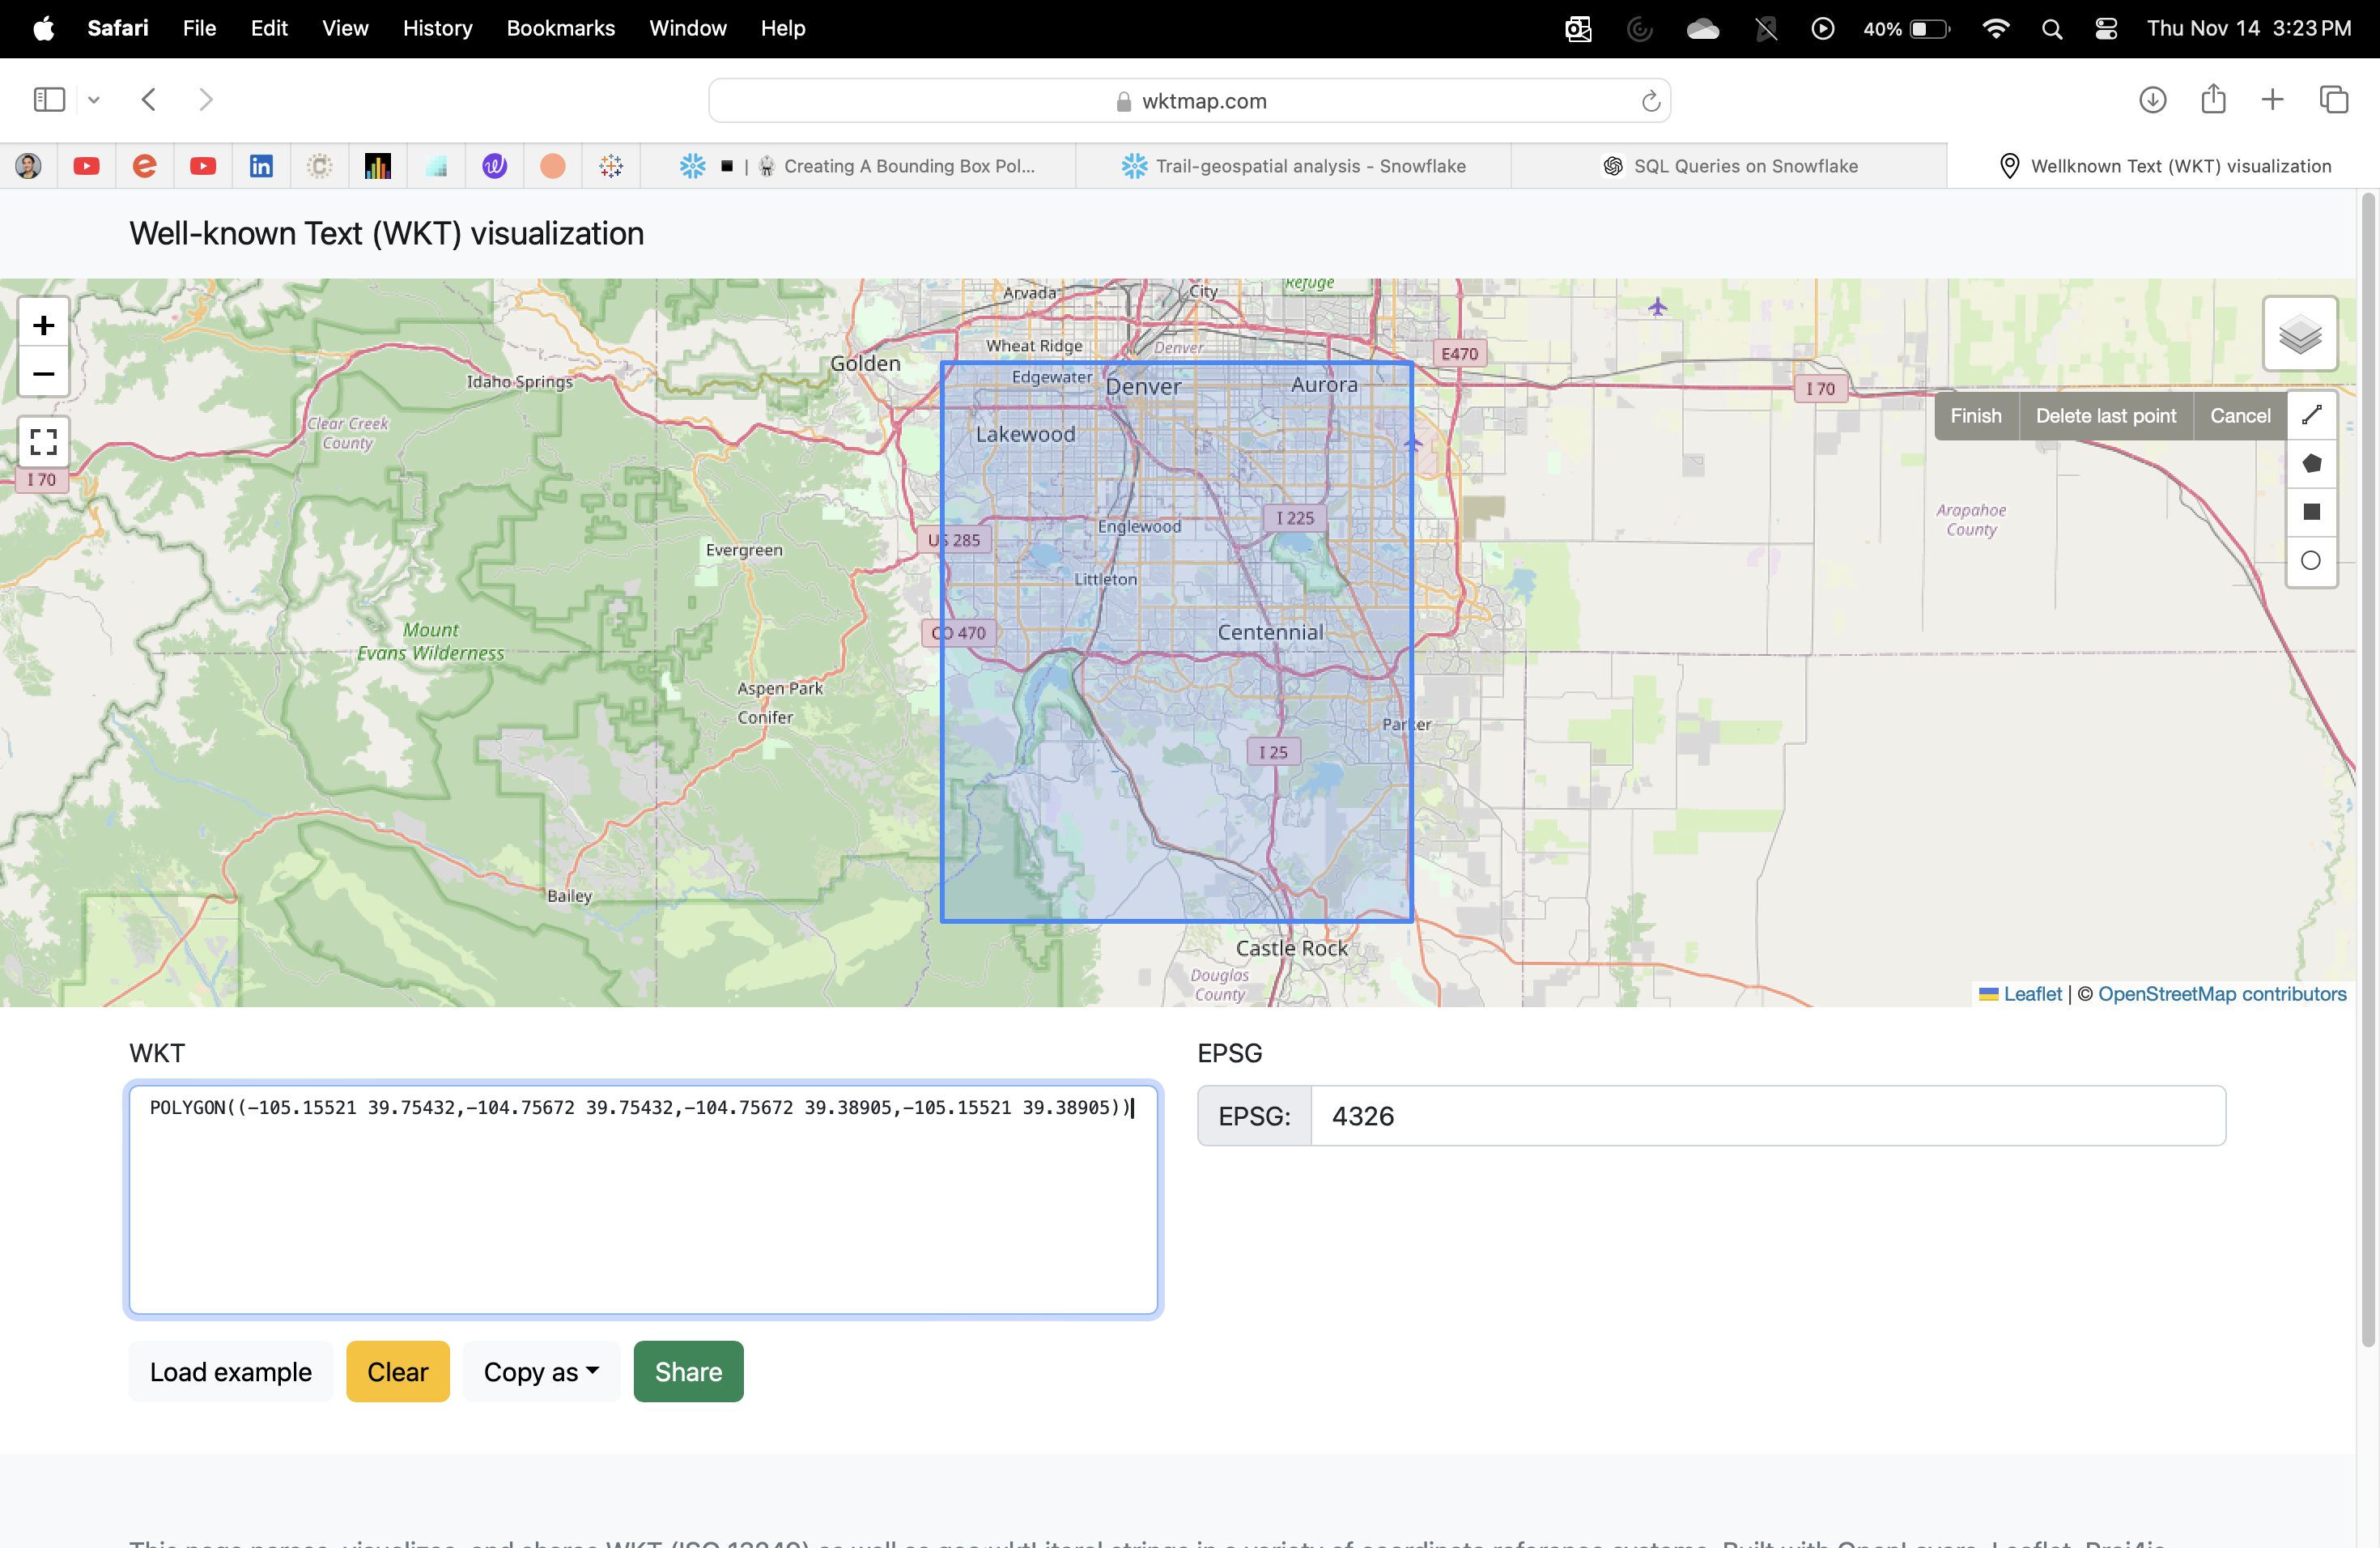 Safari File Edit View History Bookmarks Window Help 40% Thu Nov 14 3:23 PM
wktmap.com
Creating A Bounding Box Pol... Trail-geospatial analysis - Snowflake SQL Queries on Snowflake Wellknown Text (WKT) visualization
Well-known Text (WKT) visualization
+
−
Arvada
City
Refuge
Wheat Ridge
Denver
Golden
E470
Idaho Springs
Edgewater
Denver
Aurora
I 70
Clear Creek
County
Finish Delete last point Cancel
Lakewood
I 70
Arapahoe
County
I 225
Englewood
US 285
Evergreen
Littleton
Mount
Evans Wilderness
CO 470
Centennial
Aspen Park
Conifer
Parker
I 25
Bailey
Castle Rock
Douglas
County
Leaflet | © OpenStreetMap contributors
WKT
POLYGON((-105.15521 39.75432,-104.75672 39.75432,-104.75672 39.38905,-105.15521 39.38905))
EPSG
EPSG: 4326
Load example Clear Copy as Share